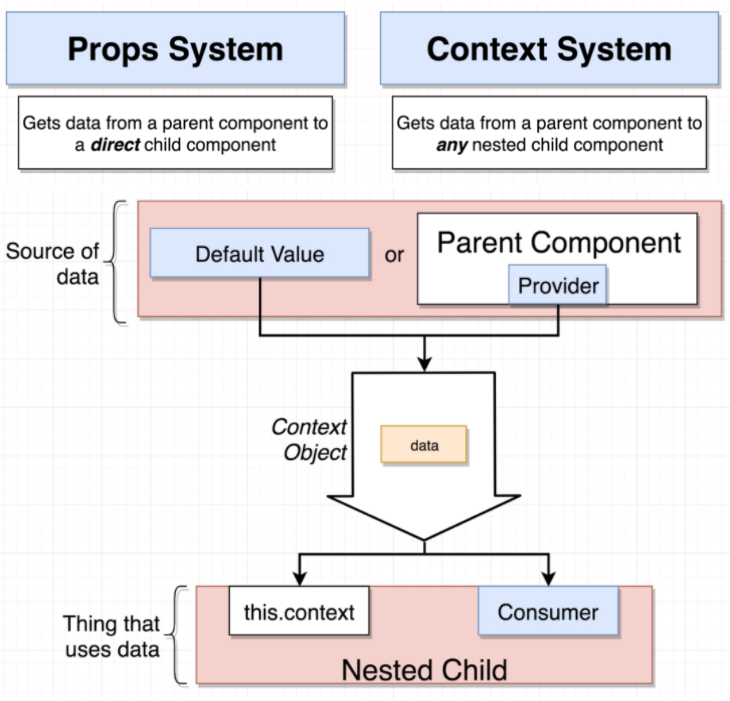 Props System
Context System
Gets data from a parent component to
a direct child component
Gets data from a parent component to
any nested child component
Source of
data
Default Value
or
Parent Component
Provider
Context
Object
data
Thing that
uses data
this.context
Consumer
Nested Child